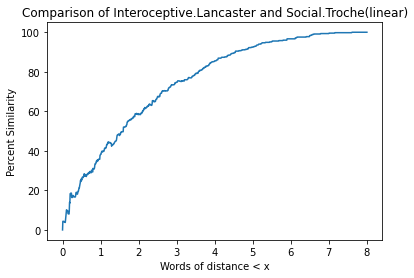 Comparison of Interoceptive.Lancaster and Social.Troche(linear)
100
80
60
40
20
0
Percent Similarity
0 1 2 3 4 5 6 7 8
Words of distance < x